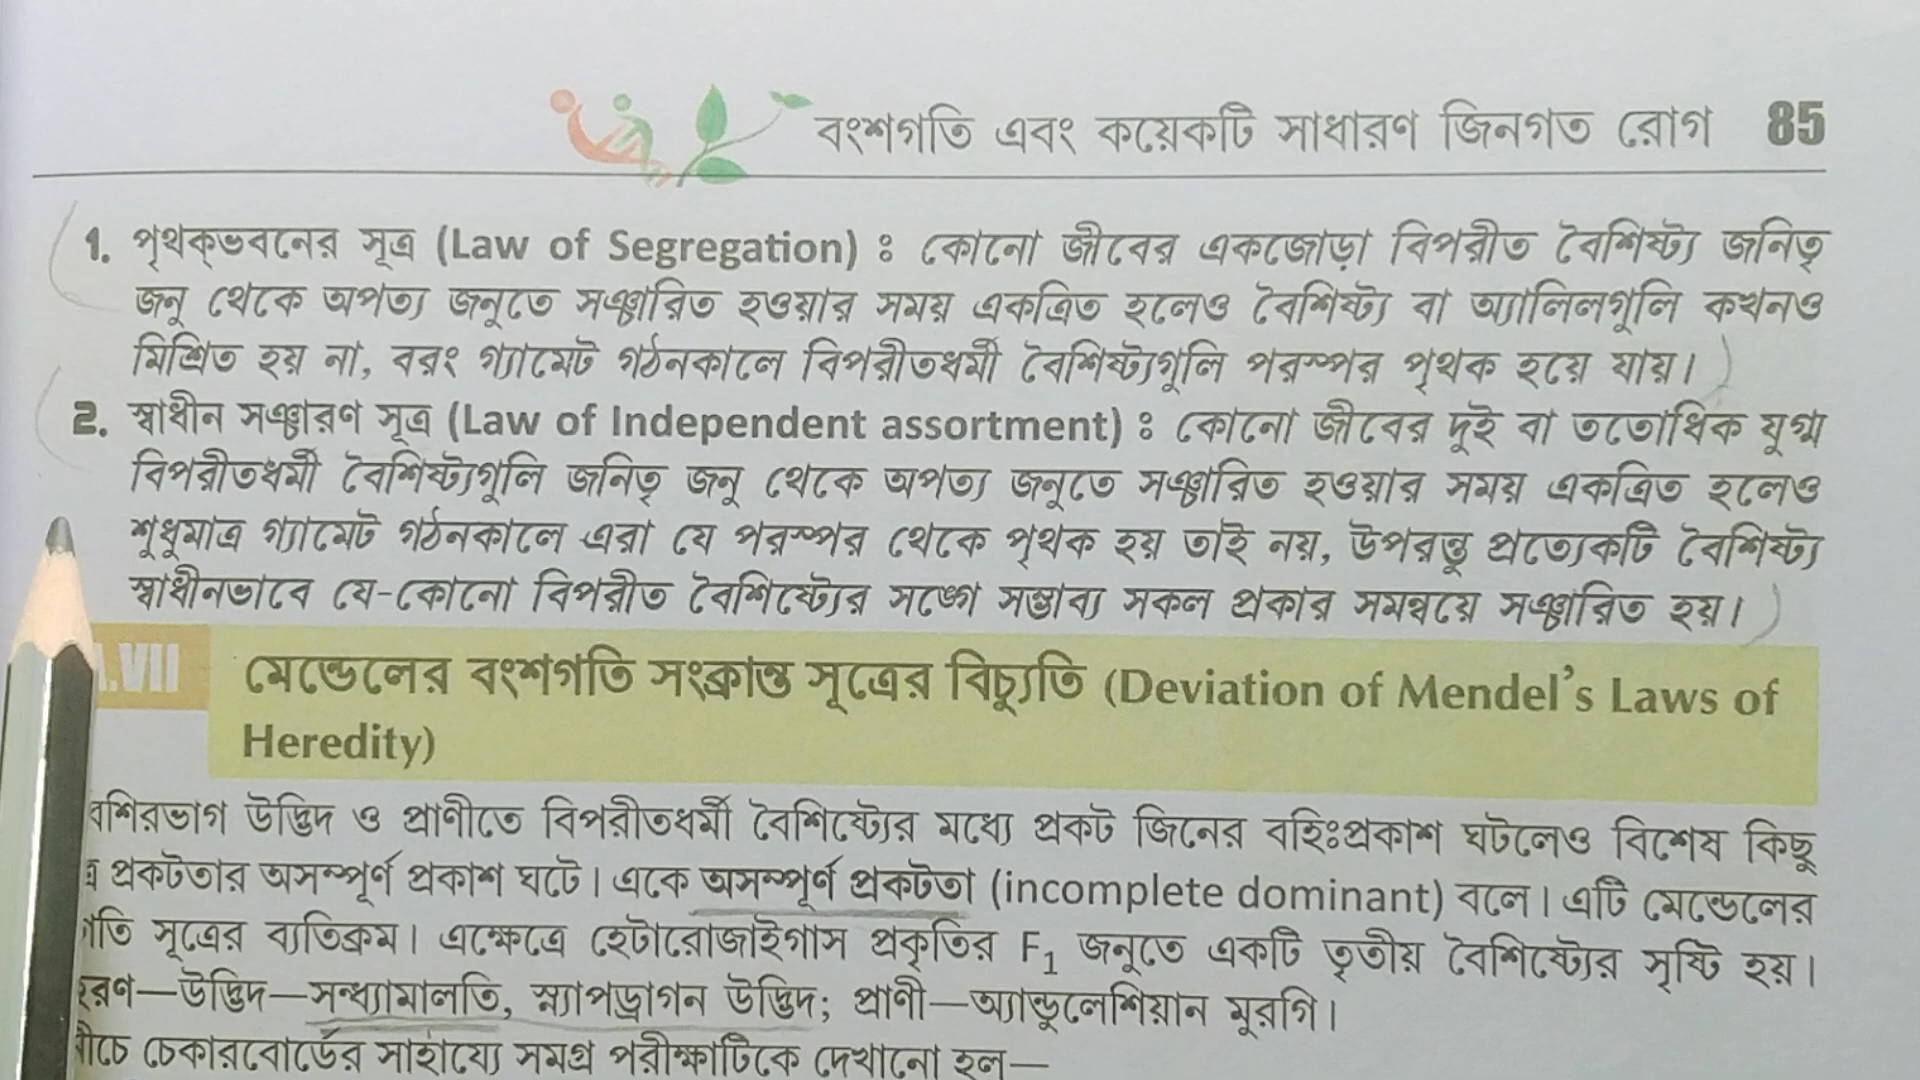 বংশগতি এবং কয়েকটি সাধারণ জিনগত রোগ 85
1. পৃথক্‌ভবনের সূত্র (Law of Segregation) ঃ কোনো জীবের একজোড়া বিপরীত বৈশিষ্ট্য জনিতৃ
জনু থেকে অপত্য জনুতে সঞ্চারিত হওয়ার সময় একত্রিত হলেও বৈশিষ্ট্য বা অ্যালিলগুলি কখনও
মিশ্রিত হয় না, বরং গ্যামেট গঠনকালে বিপরীতধর্মী বৈশিষ্ট্যগুলি পরস্পর পৃথক হয়ে যায়।
2. স্বাধীন সঞ্চারণ সূত্র (Law of Independent assortment) ঃ কোনো জীবের দুই বা ততোধিক যুগ্ম
বিপরীতধর্মী বৈশিষ্ট্যগুলি জনিতৃ জনু থেকে অপত্য জনুতে সঞ্চারিত হওয়ার সময় একত্রিত হলেও
শুধুমাত্র গ্যামেট গঠনকালে এরা যে পরস্পর থেকে পৃথক হয় তাই নয়, উপরন্তু প্রত্যেকটি বৈশিষ্ট্য
স্বাধীনভাবে যে-কোনো বিপরীত বৈশিষ্ট্যের সঙ্গে সম্ভাব্য সকল প্রকার সমন্বয়ে সঞ্চারিত হয়।
.VII মেন্ডেলের বংশগতি সংক্রান্ত সূত্রের বিচ্যুতি (Deviation of Mendel's Laws of
Heredity)
উদ্ভিদ ও প্রাণীতে বিপরীতধর্মী বৈশিষ্ট্যের মধ্যে প্রকট জিনের বহিঃপ্রকাশ ঘটলেও বিশেষ কিছু
প্রকটতার অসম্পূর্ণ প্রকাশ ঘটে। একে অসম্পূর্ণ প্রকটতা (incomplete dominant) বলে। এটি মেন্ডেলের
সূত্রের ব্যতিক্রম। এক্ষেত্রে হেটারোজাইগাস প্রকৃতির F₁ জনুতে একটি তৃতীয় বৈশিষ্ট্যের সৃষ্টি হয়।
—উদ্ভিদ—সন্ধ্যামালতি, স্ন্যাপড্রাগন উদ্ভিদ; প্রাণী—অ্যান্ডুলেশিয়ান মুরগি।
চেকারবোর্ডের সাহায্যে সমগ্র পরীক্ষাটিকে দেখানো হল—